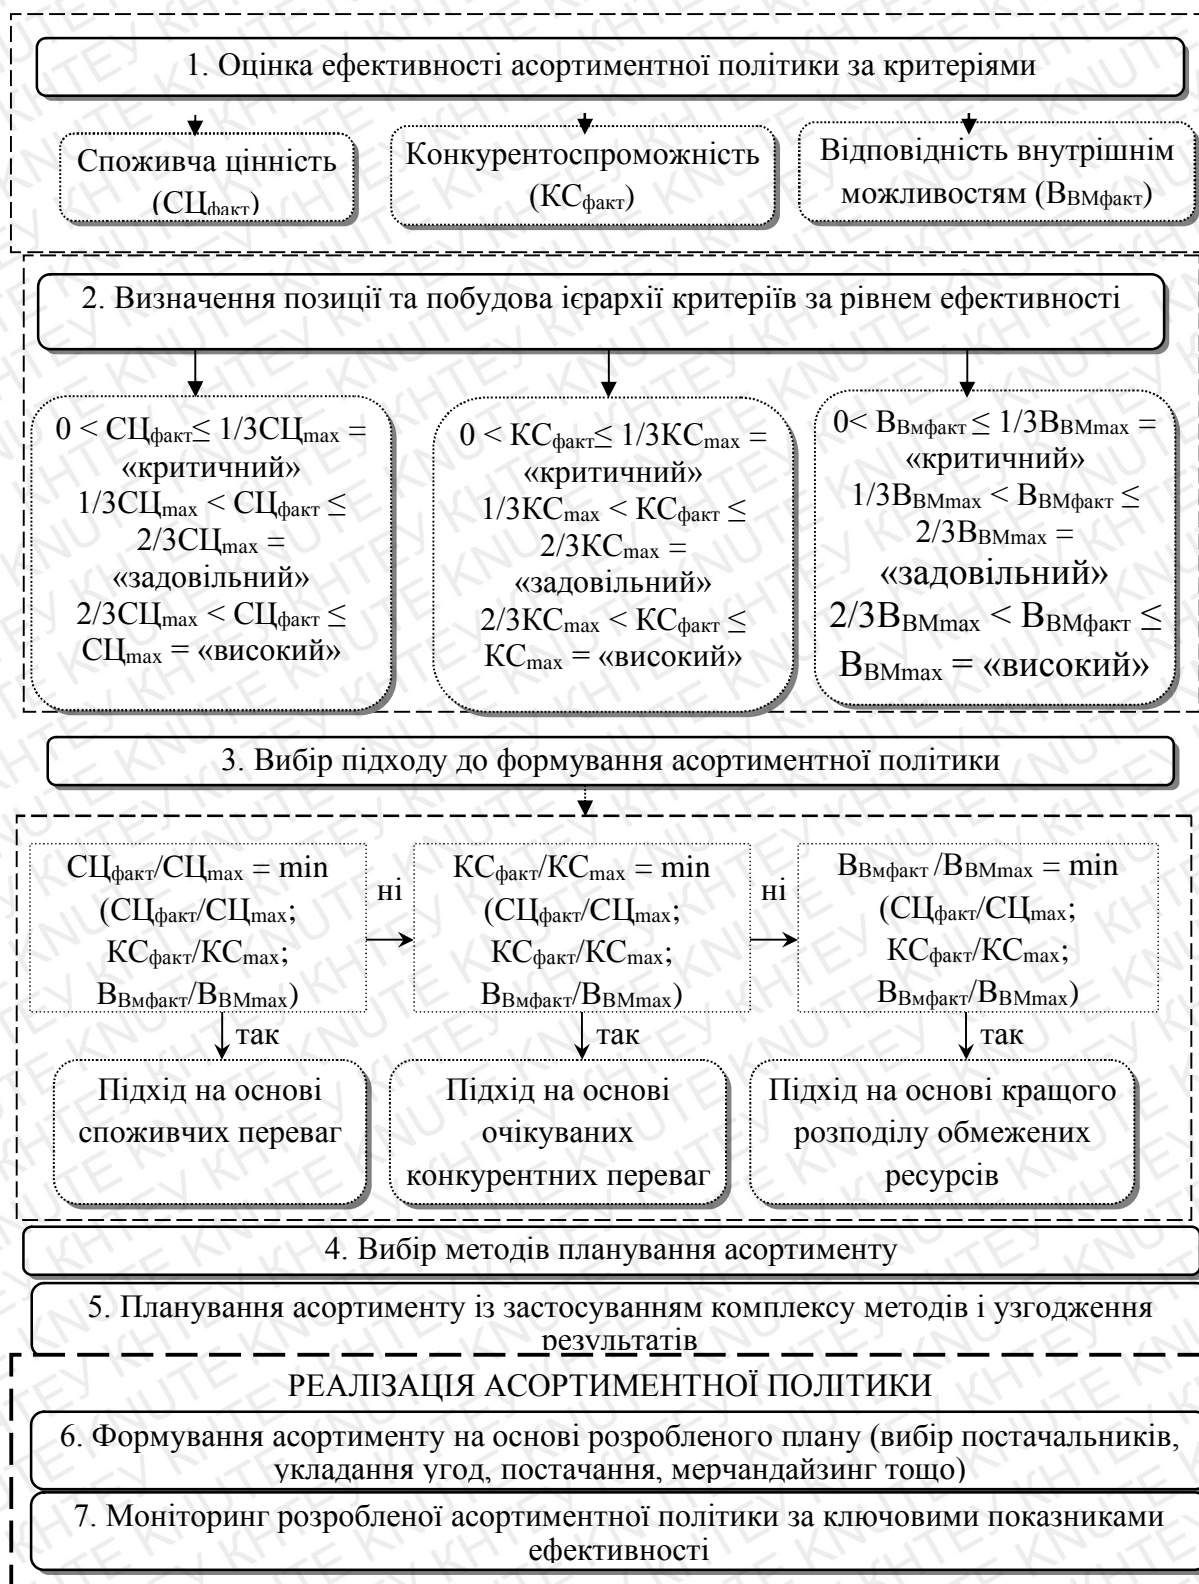 1. Оцінка ефективності асортиментної політики за критеріями
Споживча цінність
(СЦфакт)
Конкурентоспроможність
(КСфакт)
Відповідність внутрішнім
можливостям (ВВМфакт)
2. Визначення позиції та побудова ієрархії критеріїв за рівнем ефективності
0 < СЦфакт≤ 1/3СЦmax =
«критичний»
1/3СЦmax < СЦфакт ≤
2/3СЦmax =
«задовільний»
2/3СЦmax < СЦфакт ≤
СЦmax = «високий»
0 < КСфакт≤ 1/3КСmax =
«критичний»
1/3КСmax < КСфакт ≤
2/3КСmax =
«задовільний»
2/3КСmax < КСфакт ≤
КСmax = «високий»
0< ВВмфакт ≤ 1/3ВВМmax =
«критичний»
1/3ВВМmax < ВВМфакт ≤
2/3ВВМmax =
«задовільний»
2/3ВВМmax < ВВМфакт ≤
ВВМmax = «високий»
3. Вибір підходу до формування асортиментної політики
СЦфакт/СЦmax = min
(СЦфакт/СЦmax;
КСфакт/КСmax;
ВВмфакт/ВВМmax)
ні
КСфакт/КСmax = min
(СЦфакт/СЦmax;
КСфакт/КСmax;
ВВмфакт/ВВМmax)
ні
ВВмфакт /ВВМmax = min
(СЦфакт/СЦmax;
КСфакт/КСmax;
ВВмфакт/ВВМmax)
так
так
так
Підхід на основі
споживчих переваг
Підхід на основі
очікуваних
конкурентних переваг
Підхід на основі кращого
розподілу обмежених
ресурсів
4. Вибір методів планування асортименту
5. Планування асортименту із застосуванням комплексу методів і узгодження
результатів
РЕАЛІЗАЦІЯ АСОРТИМЕНТНОЇ ПОЛІТИКИ
6. Формування асортименту на основі розробленого плану (вибір постачальників,
укладання угод, постачання, мерчандайзинг тощо)
7. Моніторинг розробленої асортиментної політики за ключовими показниками
ефективності